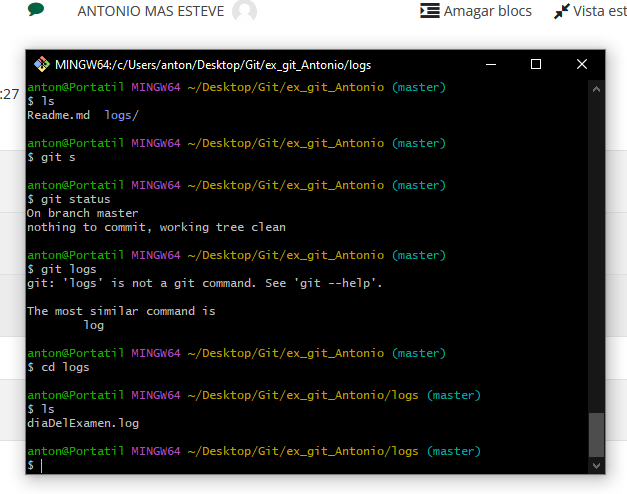 ANTONIO MAS ESTEVE
Amagar blocs
Vista est
:27
MINGW64:/c/Users/anton/Desktop/Git/ex_git_Antonio/logs
anton@Portatil MINGW64 ~/Desktop/Git/ex_git_Antonio (master)
$ ls
Readme.md  logs/
anton@Portatil MINGW64 ~/Desktop/Git/ex_git_Antonio (master)
$ git s
anton@Portatil MINGW64 ~/Desktop/Git/ex_git_Antonio (master)
$ git status
On branch master
nothing to commit, working tree clean
anton@Portatil MINGW64 ~/Desktop/Git/ex_git_Antonio (master)
$ git logs
git: 'logs' is not a git command. See 'git --help'.
The most similar command is
log
anton@Portatil MINGW64 ~/Desktop/Git/ex_git_Antonio (master)
$ cd logs
anton@Portatil MINGW64 ~/Desktop/Git/ex_git_Antonio/logs (master)
$ ls
diaDelExamen.log
anton@Portatil MINGW64 ~/Desktop/Git/ex_git_Antonio/logs (master)
$